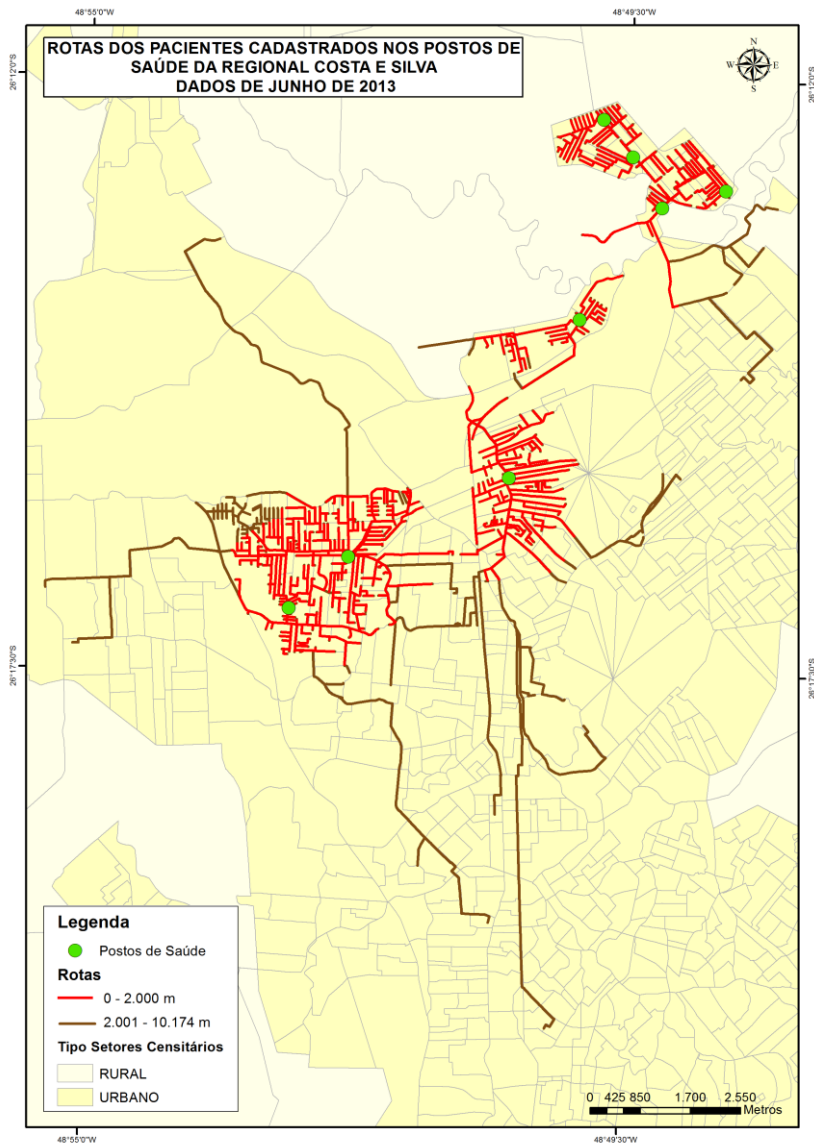 48°55'0"W
48°49'30"W
ROTAS DOS PACIENTES CADASTRADOS NOS POSTOS DE
SAÚDE DA REGIONAL COSTA E SILVA
DADOS DE JUNHO DE 2013
N
W
E
S
26°12'0"S
26°12'0"S
26°17'30"S
26°17'30"S
Legenda
Postos de Saúde
Rotas
0 - 2.000 m
2.001 - 10.174 m
Tipo Setores Censitários
RURAL
URBANO
0 425 850 1.700 2.550
Metros
48°55'0"W
48°49'30"W